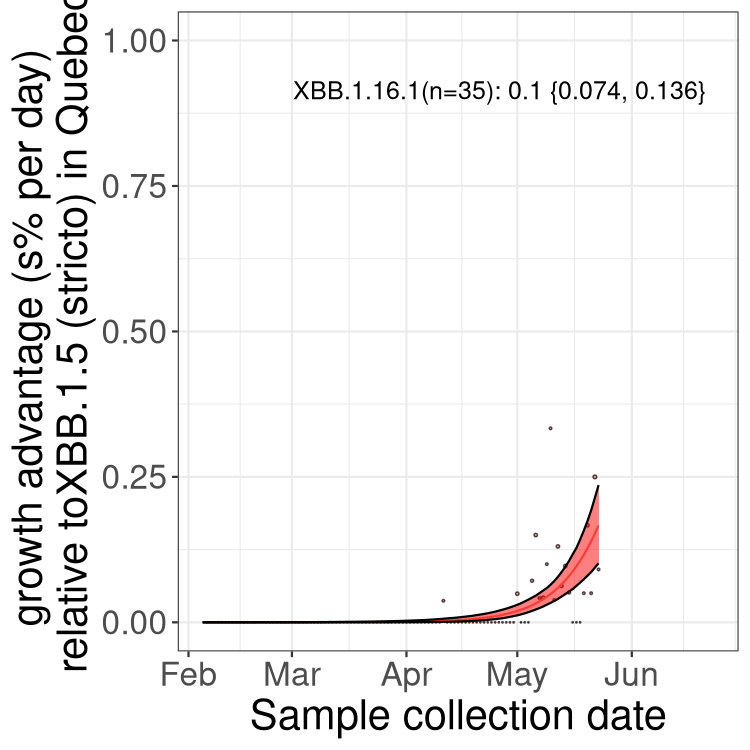 growth advantage (s% per day)
relative toXBB.1.5 (stricto) in Quebec
1.00
0.75
0.50
0.25
0.00
XBB.1.16.1(n=35): 0.1 {0.074, 0.136}
Feb
Mar
Apr
May
Jun
Sample collection date